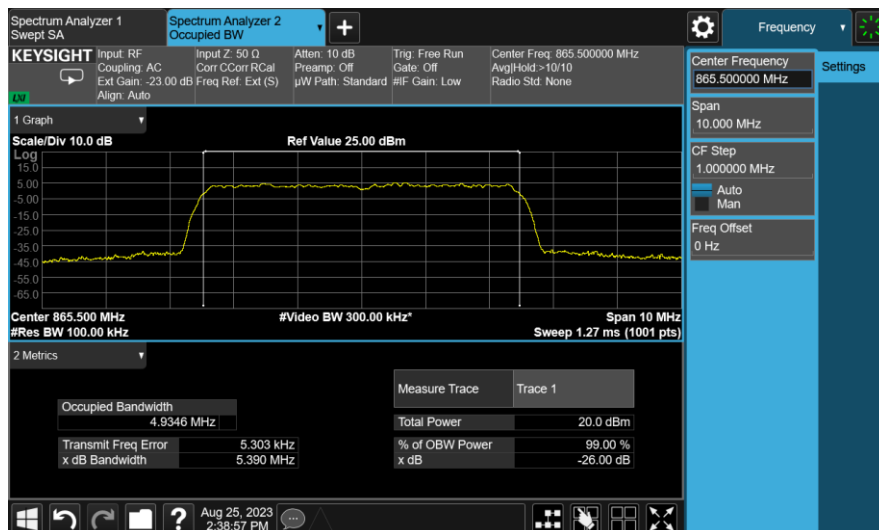 Spectrum Analyzer 1
Swept SA
Spectrum Analyzer 2
Occupied BW
+
Frequency
KEYSIGHT
LXI
Input: RF
Coupling: AC
Ext Gain: -23.00 dB
Align: Auto
Input Z: 50 Ω
Corr CCorr RCal
Freq Ref: Ext (S)
Atten: 10 dB
Preamp: Off
µW Path: Standard
Trig: Free Run
Gate: Off
#IF Gain: Low
Center Freq: 865.500000 MHz
Avg|Hold:>10/10
Radio Std: None
Center Frequency
865.500000 MHz
Settings
Span
10.000 MHz
CF Step
1.000000 MHz
Auto
Man
Freq Offset
0 Hz
1 Graph
Scale/Div 10.0 dB
Ref Value 25.00 dBm
Log
15.0
5.00
-5.00
-15.0
-25.0
-35.0
-45.0
-55.0
-65.0
Center 865.500 MHz
#Video BW 300.00 kHz*
Span 10 MHz
#Res BW 100.00 kHz
Sweep 1.27 ms (1001 pts)
2 Metrics
Measure Trace
Trace 1
Occupied Bandwidth
4.9346 MHz
Total Power
20.0 dBm
Transmit Freq Error
5.303 kHz
% of OBW Power
99.00 %
x dB Bandwidth
5.390 MHz
x dB
-26.00 dB
?
Aug 25, 2023
2:38:57 PM